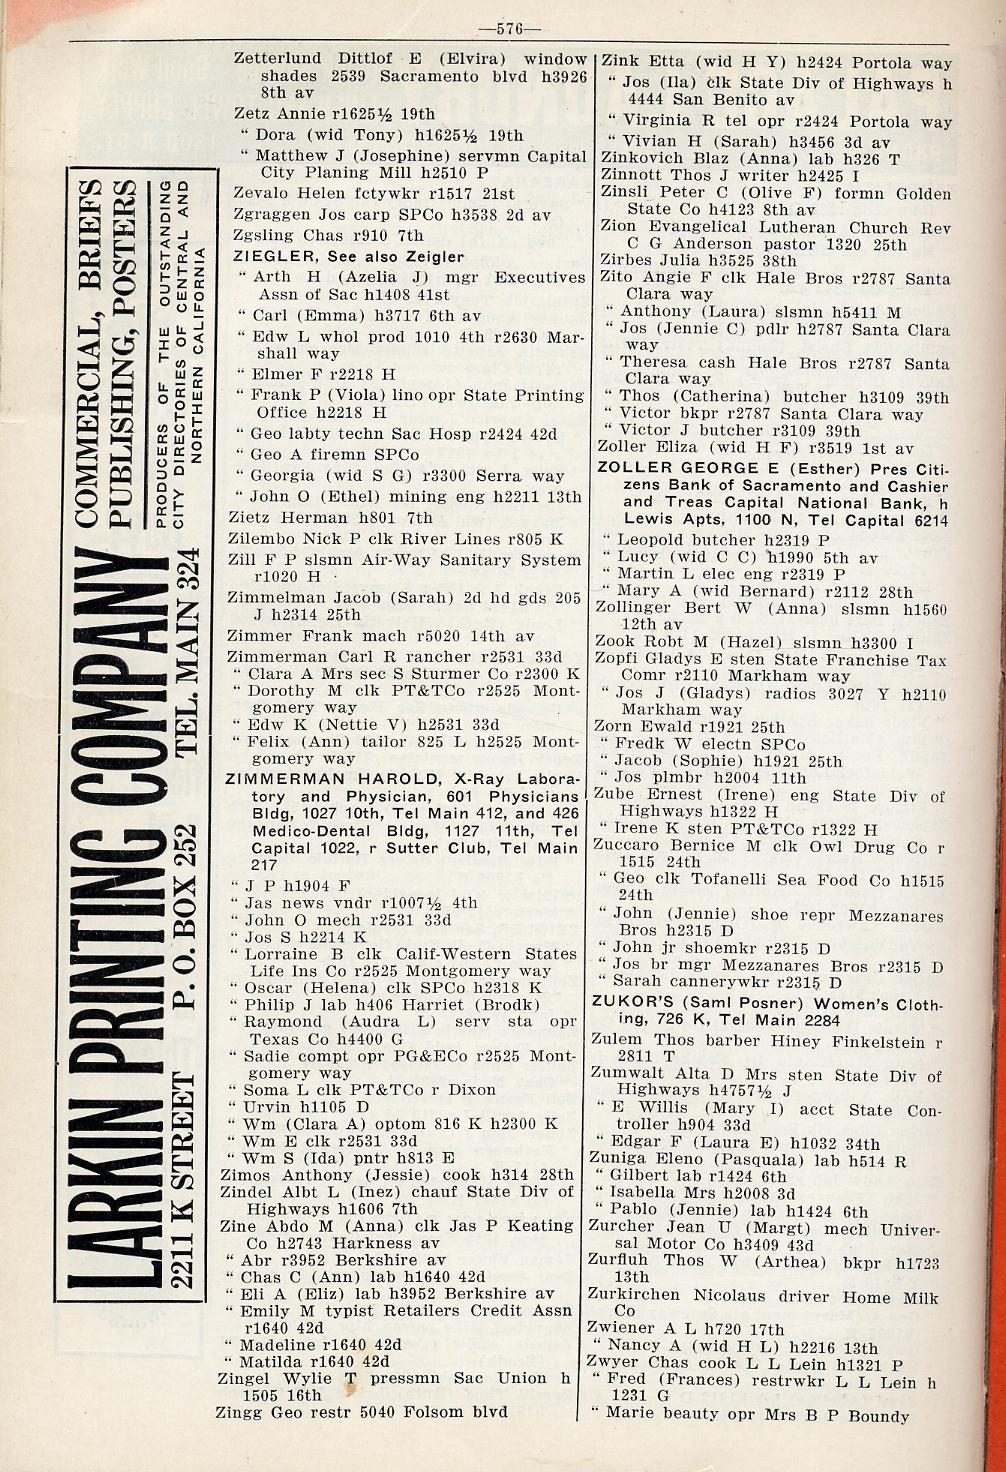 —576—
LARKIN PRINTING COMPANY
2211 K STREET P. O. BOX 252 TEL. MAIN 324
COMMERCIAL, BRIEFS
PUBLISHING, POSTERS
PRODUCERS OF THE OUTSTANDING
CITY DIRECTORIES OF CENTRAL AND
NORTHERN CALIFORNIA
Zetterlund Dittlof E (Elvira) window
shades 2539 Sacramento blvd h3926
8th av
Zetz Annie r1625½ 19th
“ Dora (wid Tony) h1625½ 19th
“ Matthew J (Josephine) servmn Capital
City Planing Mill h2510 P
Zevalo Helen fctywkr r1517 21st
Zgraggen Jos carp SPCo h3538 2d av
Zgsling Chas r910 7th
ZIEGLER, See also Zeigler
“ Arth H (Azelia J) mgr Executives
Assn of Sac h1408 41st
“ Carl (Emma) h3717 6th av
“ Edw L whol prod 1010 4th r2630 Mar-
shall way
“ Elmer F r2218 H
“ Frank P (Viola) lino opr State Printing
Office h2218 H
“ Geo labty techn Sac Hosp r2424 42d
“ Geo A firemn SPCo
“ Georgia (wid S G) r3300 Serra way
“ John O (Ethel) mining eng h2211 13th
Zietz Herman h801 7th
Zilembo Nick P clk River Lines r805 K
Zill F P slsmn Air-Way Sanitary System
r1020 H
Zimmelman Jacob (Sarah) 2d hd gds 205
J h2314 25th
Zimmer Frank mach r5020 14th av
Zimmerman Carl R rancher r2531 33d
“ Clara A Mrs sec S Sturmer Co r2300 K
“ Dorothy M clk PT&TCo r2525 Mont-
gomery way
“ Edw K (Nettie V) h2531 33d
“ Felix (Ann) tailor 825 L h2525 Mont-
gomery way
ZIMMERMAN HAROLD, X-Ray Labora-
tory and Physician, 601 Physicians
Bldg, 1027 10th, Tel Main 412, and 426
Medico-Dental Bldg, 1127 11th, Tel
Capital 1022, r Sutter Club, Tel Main
217
“ J P h1904 F
“ Jas news vndr r1007½ 4th
“ John O mech r2531 33d
“ Jos S h2214 K
“ Lorraine B clk Calif-Western States
Life Ins Co r2525 Montgomery way
“ Oscar (Helena) clk SPCo h2318 K
“ Philip J lab h406 Harriet (Brodk)
“ Raymond (Audra L) serv sta opr
Texas Co h4400 G
“ Sadie compt opr PG&ECo r2525 Mont-
gomery way
“ Soma L clk PT&TCo r Dixon
“ Urvin h1105 D
“ Wm (Clara A) optom 816 K h2300 K
“ Wm E clk r2531 33d
“ Wm S (Ida) pntr h813 E
Zimos Anthony (Jessie) cook h314 28th
Zindel Albt L (Inez) chauf State Div of
Highways h1606 7th
Zine Abdo M (Anna) clk Jas P Keating
Co h2743 Harkness av
“ Abr r3952 Berkshire av
“ Chas C (Ann) lab h1640 42d
“ Eli A (Eliz) lab h3952 Berkshire av
“ Emily M typist Retailers Credit Assn
r1640 42d
“ Madeline r1640 42d
“ Matilda r1640 42d
Zingel Wylie T pressmn Sac Union h
1505 16th
Zingg Geo restr 5040 Folsom blvd
Zink Etta (wid H Y) h2424 Portola way
“ Jos (Ila) clk State Div of Highways h
4444 San Benito av
“ Virginia R tel opr r2424 Portola way
“ Vivian H (Sarah) h3456 3d av
Zinkovich Blaz (Anna) lab h326 T
Zinnott Thos J writer h2425 I
Zinsli Peter C (Olive F) formn Golden
State Co h4123 8th av
Zion Evangelical Lutheran Church Rev
C G Anderson pastor 1320 25th
Zirbes Julia h3525 38th
Zito Angie F clk Hale Bros r2787 Santa
Clara way
“ Anthony (Laura) slsmn h5411 M
“ Jos (Jennie C) pdlr h2787 Santa Clara
way
“ Theresa cash Hale Bros r2787 Santa
Clara way
“ Thos (Catherina) butcher h3109 39th
“ Victor bkpr r2787 Santa Clara way
“ Victor J butcher r3109 39th
Zoller Eliza (wid H F) r3519 1st av
ZOLLER GEORGE E (Esther) Pres Citi-
zens Bank of Sacramento and Cashier
and Treas Capital National Bank, h
Lewis Apts, 1100 N, Tel Capital 6214
“ Leopold butcher h2319 P
“ Lucy (wid C C) h1990 5th av
“ Martin L elec eng r2319 P
“ Mary A (wid Bernard) r2112 28th
Zollinger Bert W (Anna) slsmn h1560
12th av
Zook Robt M (Hazel) slsmn h3300 I
Zopfi Gladys E sten State Franchise Tax
Comr r2110 Markham way
“ Jos J (Gladys) radios 3027 Y h2110
Markham way
Zorn Ewald r1921 25th
“ Fredk W electn SPCo
“ Jacob (Sophie) h1921 25th
“ Jos plmbr h2004 11th
Zube Ernest (Irene) eng State Div of
Highways h1322 H
“ Irene K sten PT&TCo r1322 H
Zuccaro Bernice M clk Owl Drug Co r
1515 24th
“ Geo clk Tofanelli Sea Food Co h1515
24th
“ John (Jennie) shoe repr Mezzanares
Bros h2315 D
“ John jr shoemkr r2315 D
“ Jos br mgr Mezzanares Bros r2315 D
“ Sarah cannerywkr r2315 D
ZUKOR'S (Saml Posner) Women's Cloth-
ing, 726 K, Tel Main 2284
Zulem Thos barber Hiney Finkelstein r
2811 T
Zumwalt Alta D Mrs sten State Div of
Highways h4757½ J
“ E Willis (Mary I) acct State Con-
troller h904 33d
“ Edgar F (Laura E) h1032 34th
Zuniga Eleno (Pasquala) lab h514 R
“ Gilbert lab r1424 6th
“ Isabella Mrs h2008 3d
“ Pablo (Jennie) lab h1424 6th
Zurcher Jean U (Margt) mech Univer-
sal Motor Co h3409 43d
Zurfluh Thos W (Arthea) bkpr h1723
13th
Zurkirchen Nicolaus driver Home Milk
Co
Zwiener A L h720 17th
“ Nancy A (wid H L) h2216 13th
Zwyer Chas cook L L Lein h1321 P
“ Fred (Frances) restrwkr L L Lein h
1231 G
“ Marie beauty opr Mrs B P Boundy